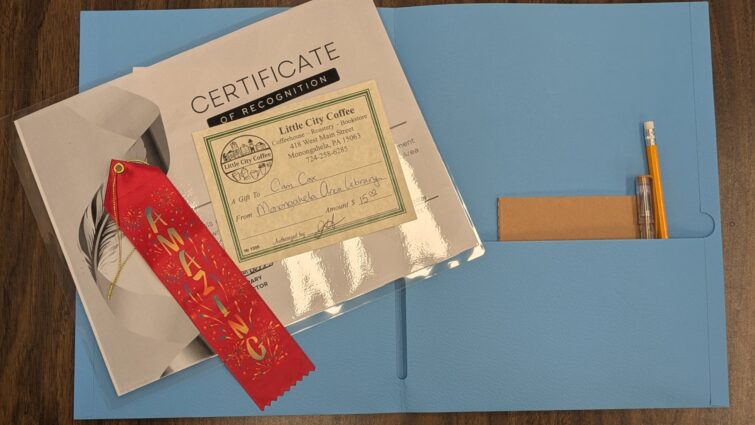 CERTIFICATE
OF RECOGNITION
Little City Coffee
Coffeehouse - Roastery - Bookstore
418 West Main Street
Monongahela, PA 15063
724-258-6285
LITTLE CITY COFFEE
A Gift To Cam Cox
From Monongahela Area Library
Amount $ 15.00
Authorized by
AMAZING